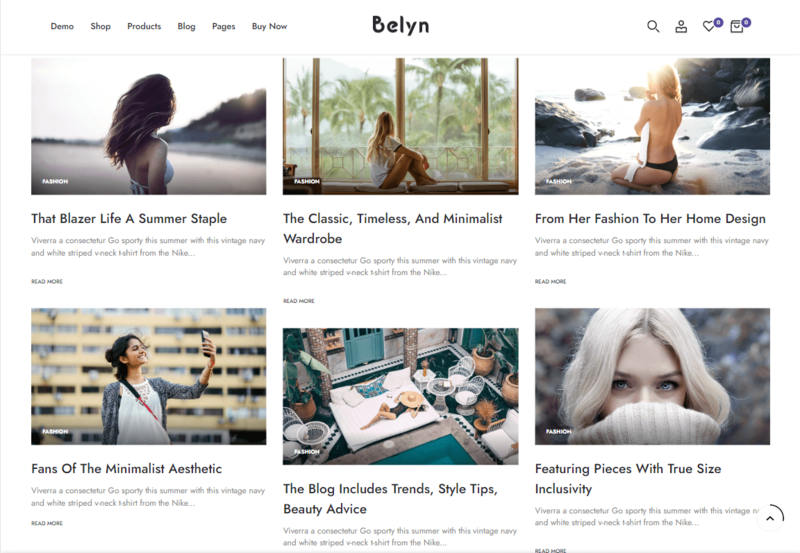 Demo Shop Products Blog Pages Buy Now
Belyn
0 0
FASHION
That Blazer Life A Summer Staple
Viverra a consectetur Go sporty this summer with this vintage navy
and white striped v-neck t-shirt from the Nike...
READ MORE
FASHION
The Classic, Timeless, And Minimalist
Wardrobe
Viverra a consectetur Go sporty this summer with this vintage navy
and white striped v-neck t-shirt from the Nike...
READ MORE
FASHION
From Her Fashion To Her Home Design
Viverra a consectetur Go sporty this summer with this vintage navy
and white striped v-neck t-shirt from the Nike...
READ MORE
FASHION
Fans Of The Minimalist Aesthetic
Viverra a consectetur Go sporty this summer with this vintage navy
and white striped v-neck t-shirt from the Nike...
READ MORE
FASHION
The Blog Includes Trends, Style Tips,
Beauty Advice
Viverra a consectetur Go sporty this summer with this vintage navy
and white striped v-neck t-shirt from the Nike...
FASHION
Featuring Pieces With True Size
Inclusivity
Viverra a consectetur Go sporty this summer with this vintage navy
and white striped v-neck t-shirt from the Nike...
READ MORE